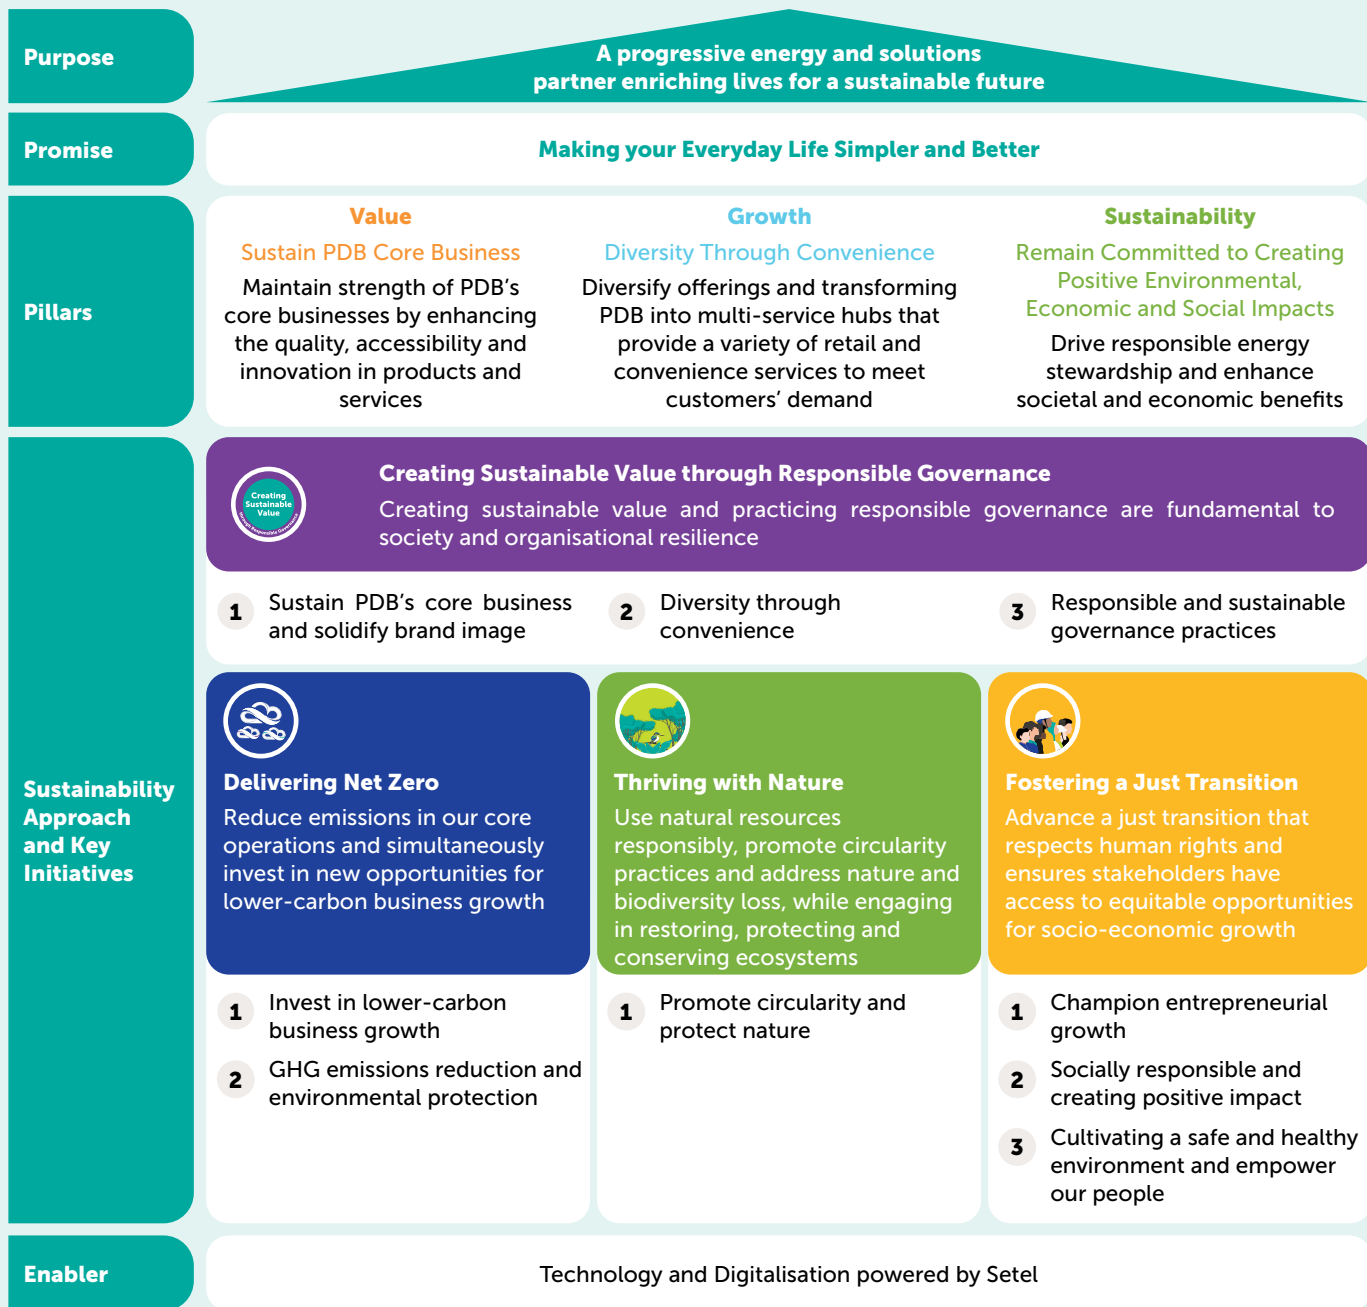 Purpose
A progressive energy and solutions
partner enriching lives for a sustainable future
Promise
Making your Everyday Life Simpler and Better
Pillars
Value
Sustain PDB Core Business
Maintain strength of PDB's
core businesses by enhancing
the quality, accessibility and
innovation in products and
services
Growth
Diversity Through Convenience
Diversify offerings and transforming
PDB into multi-service hubs that
provide a variety of retail and
convenience services to meet
customers' demand
Sustainability
Remain Committed to Creating
Positive Environmental,
Economic and Social Impacts
Drive responsible energy
stewardship and enhance
societal and economic benefits
Sustainability
Approach
and Key
Initiatives
Creating
Sustainable
Value
through Responsible Governance
Creating Sustainable Value through Responsible Governance
Creating sustainable value and practicing responsible governance are fundamental to
society and organisational resilience
1 Sustain PDB's core business
and solidify brand image
2 Diversity through
convenience
3 Responsible and sustainable
governance practices
Delivering Net Zero
Reduce emissions in our core
operations and simultaneously
invest in new opportunities for
lower-carbon business growth
1 Invest in lower-carbon
business growth
2 GHG emissions reduction and
environmental protection
Thriving with Nature
Use natural resources
responsibly, promote circularity
practices and address nature and
biodiversity loss, while engaging
in restoring, protecting and
conserving ecosystems
1 Promote circularity and
protect nature
Fostering a Just Transition
Advance a just transition that
respects human rights and
ensures stakeholders have
access to equitable opportunities
for socio-economic growth
1 Champion entrepreneurial
growth
2 Socially responsible and
creating positive impact
3 Cultivating a safe and healthy
environment and empower
our people
Enabler
Technology and Digitalisation powered by Setel